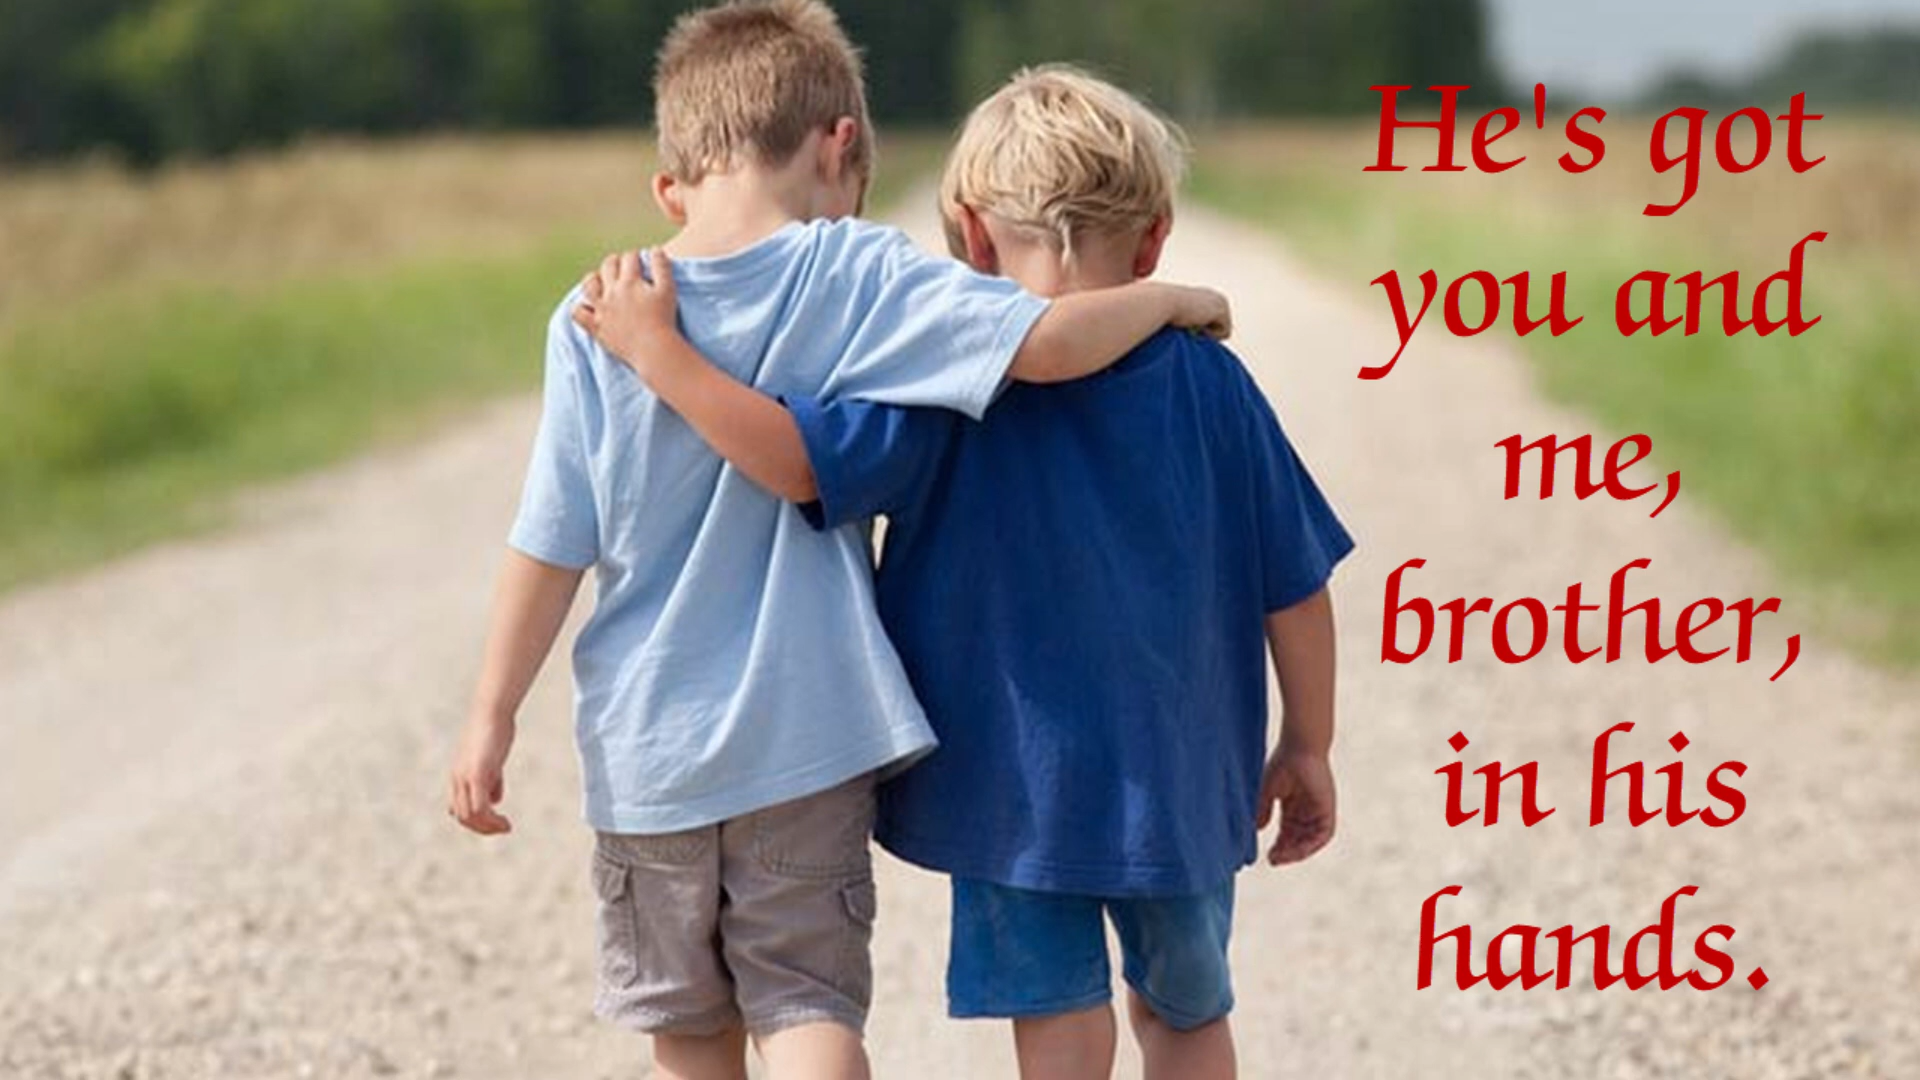 He's got
you and
me,
brother,
in his
hands.